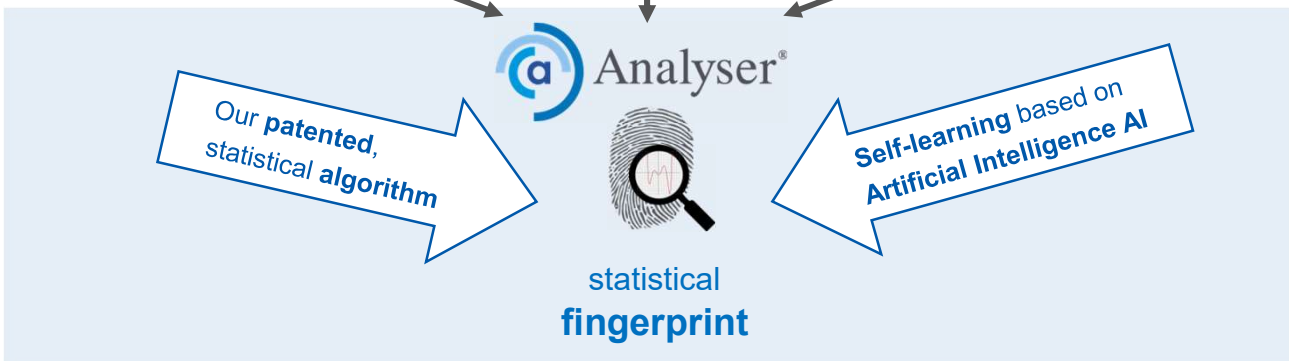 Analyser®
Our patented,
statistical algorithm
Self-learning based on
Artificial Intelligence AI
statistical
fingerprint